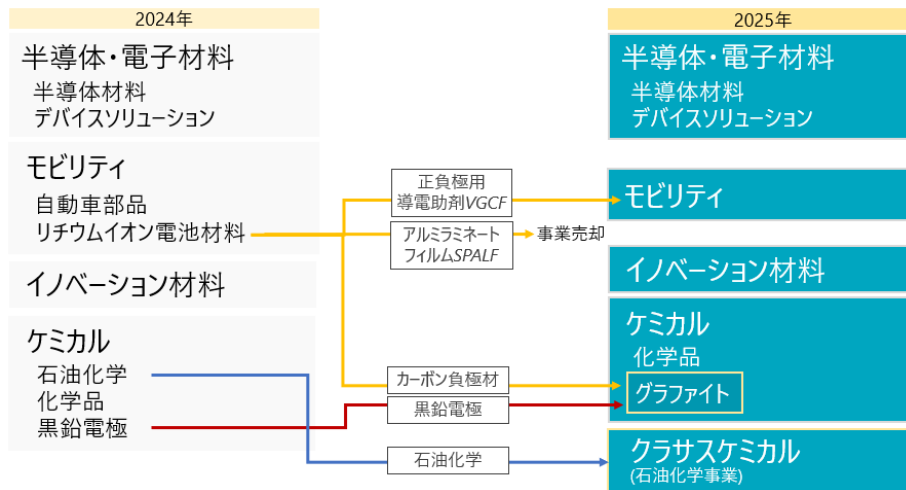 2024年
半導体・電子材料
半導体材料
デバイスソリューション
モビリティ
自動車部品
リチウムイオン電池材料
イノベーション材料
ケミカル
石油化学
化学品
黒鉛電極
正負極用
導電助剤VGCF
アルミラミネート
フィルムSPALF
事業売却
カーボン負極材
黒鉛電極
石油化学
2025年
半導体・電子材料
半導体材料
デバイスソリューション
モビリティ
イノベーション材料
ケミカル
化学品
グラファイト
クラサスケミカル
(石油化学事業)